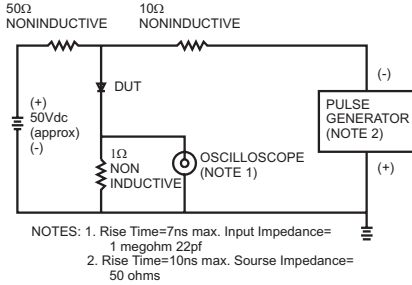 50Ω
NONINDUCTIVE
10Ω
NONINDUCTIVE
(+)
50Vdc
(approx)
(-)
DUT
1Ω
NON
INDUCTIVE
OSCILLOSCOPE
(NOTE 1)
(-)
PULSE
GENERATOR
(NOTE 2)
(+)
NOTES: 1. Rise Time=7ns max. Input Impedance=
1 megohm 22pf
2. Rise Time=10ns max. Sourse Impedance=
50 ohms